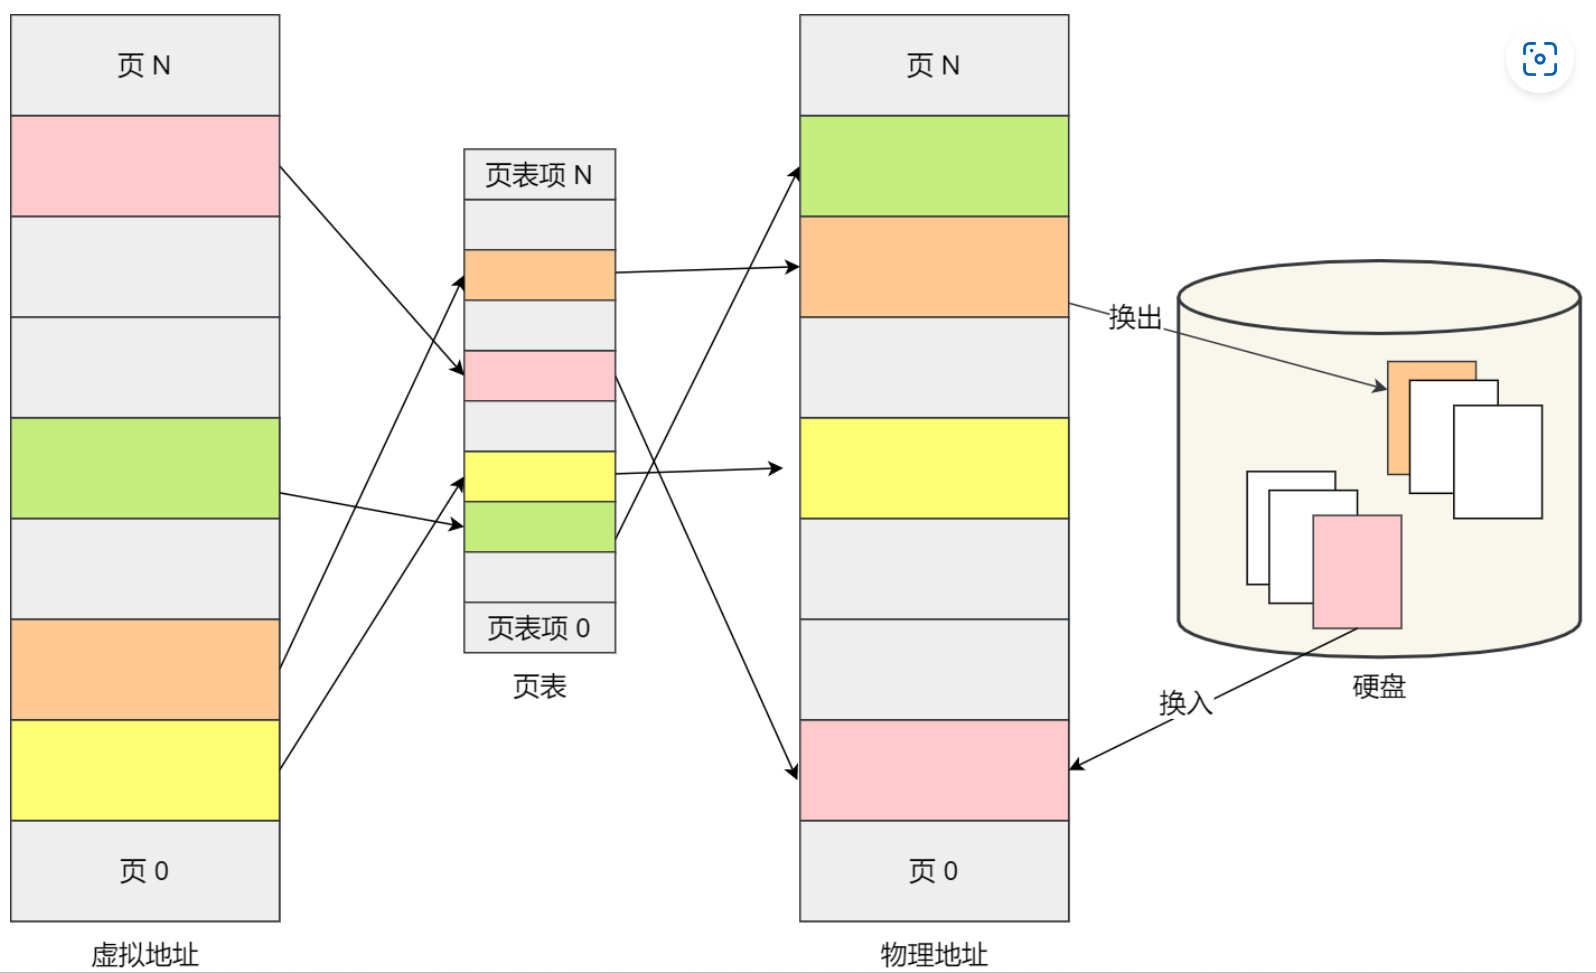 页 N
页 N
页表项 N
换出
页表项 0
页表
硬盘
换入
页 0
页 0
虚拟地址
物理地址